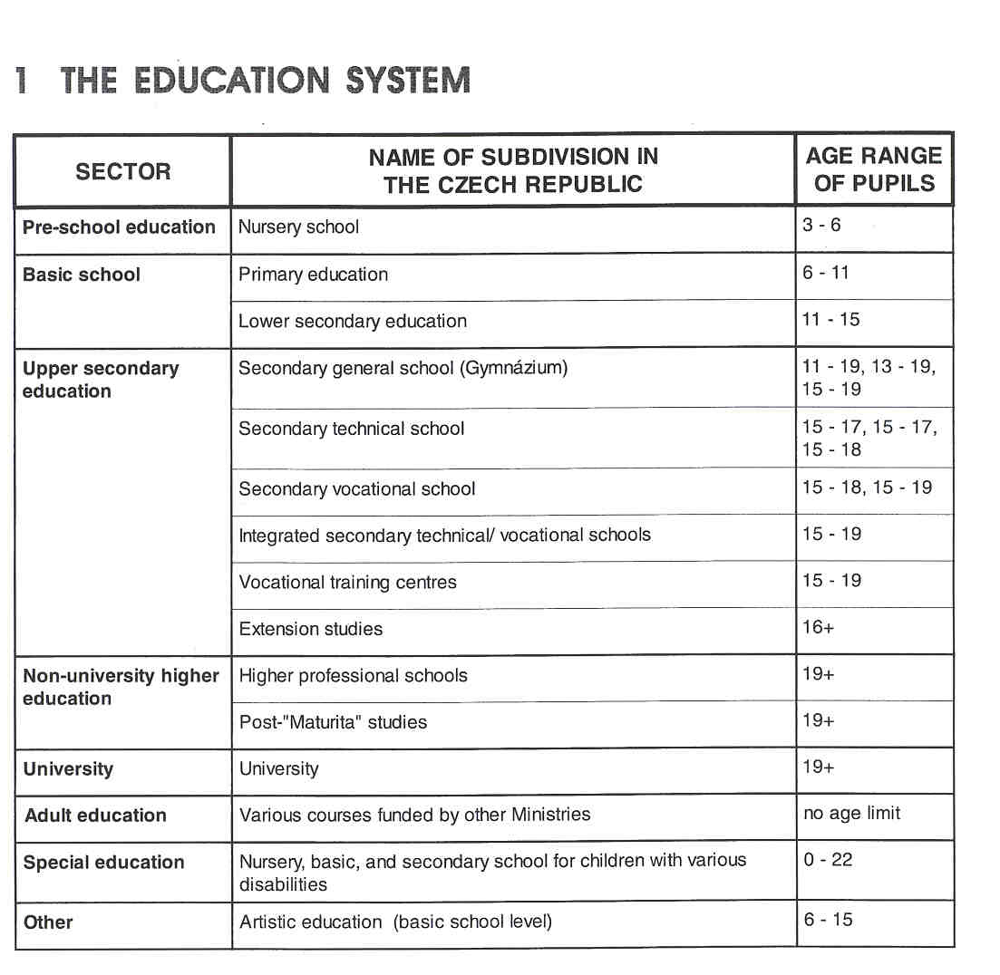 1 THE EDUCATION SYSTEM
SECTOR
NAME OF SUBDIVISION IN
THE CZECH REPUBLIC
AGE RANGE
OF PUPILS
Pre-school education
Nursery school
3 - 6
Basic school
Primary education
6 - 11
Lower secondary education
11 - 15
Upper secondary
education
Secondary general school (Gymnázium)
11 - 19, 13 - 19,
15 - 19
Secondary technical school
15 - 17, 15 - 17,
15 - 18
Secondary vocational school
15 - 18, 15 - 19
Integrated secondary technical/ vocational schools
15 - 19
Vocational training centres
15 - 19
Extension studies
16+
Non-university higher
education
Higher professional schools
19+
Post-"Maturita" studies
19+
University
University
19+
Adult education
Various courses funded by other Ministries
no age limit
Special education
Nursery, basic, and secondary school for children with various
disabilities
0 - 22
Other
Artistic education (basic school level)
6 - 15